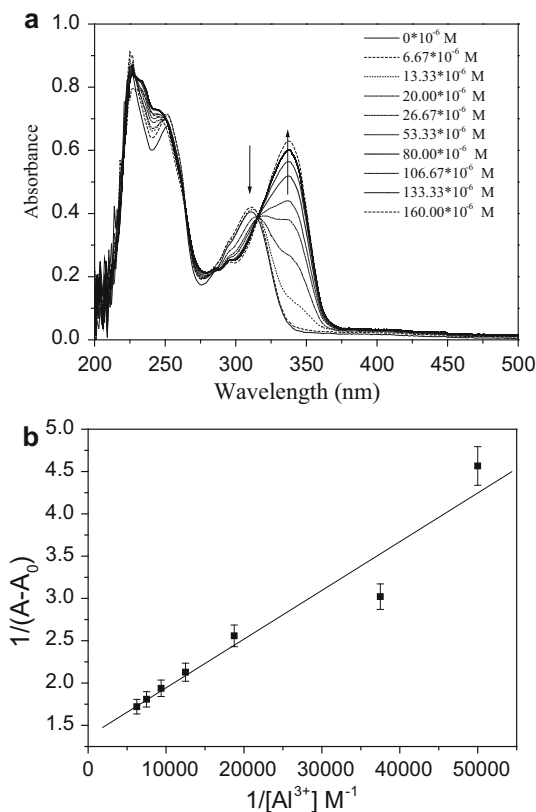 a
0*10-6 M
6.67*10-6 M
13.33*10-6 M
20.00*10-6 M
26.67*10-6 M
53.33*10-6 M
80.00*10-6 M
106.67*10-6 M
133.33*10-6 M
160.00*10-6 M
1.0
0.8
0.6
0.4
0.2
0.0
Absorbance
200 250 300 350 400 450 500
Wavelength (nm)
b
5.0
4.5
4.0
3.5
3.0
2.5
2.0
1.5
1/(A-A0)
0 10000 20000 30000 40000 50000
1/[Al3+] M-1